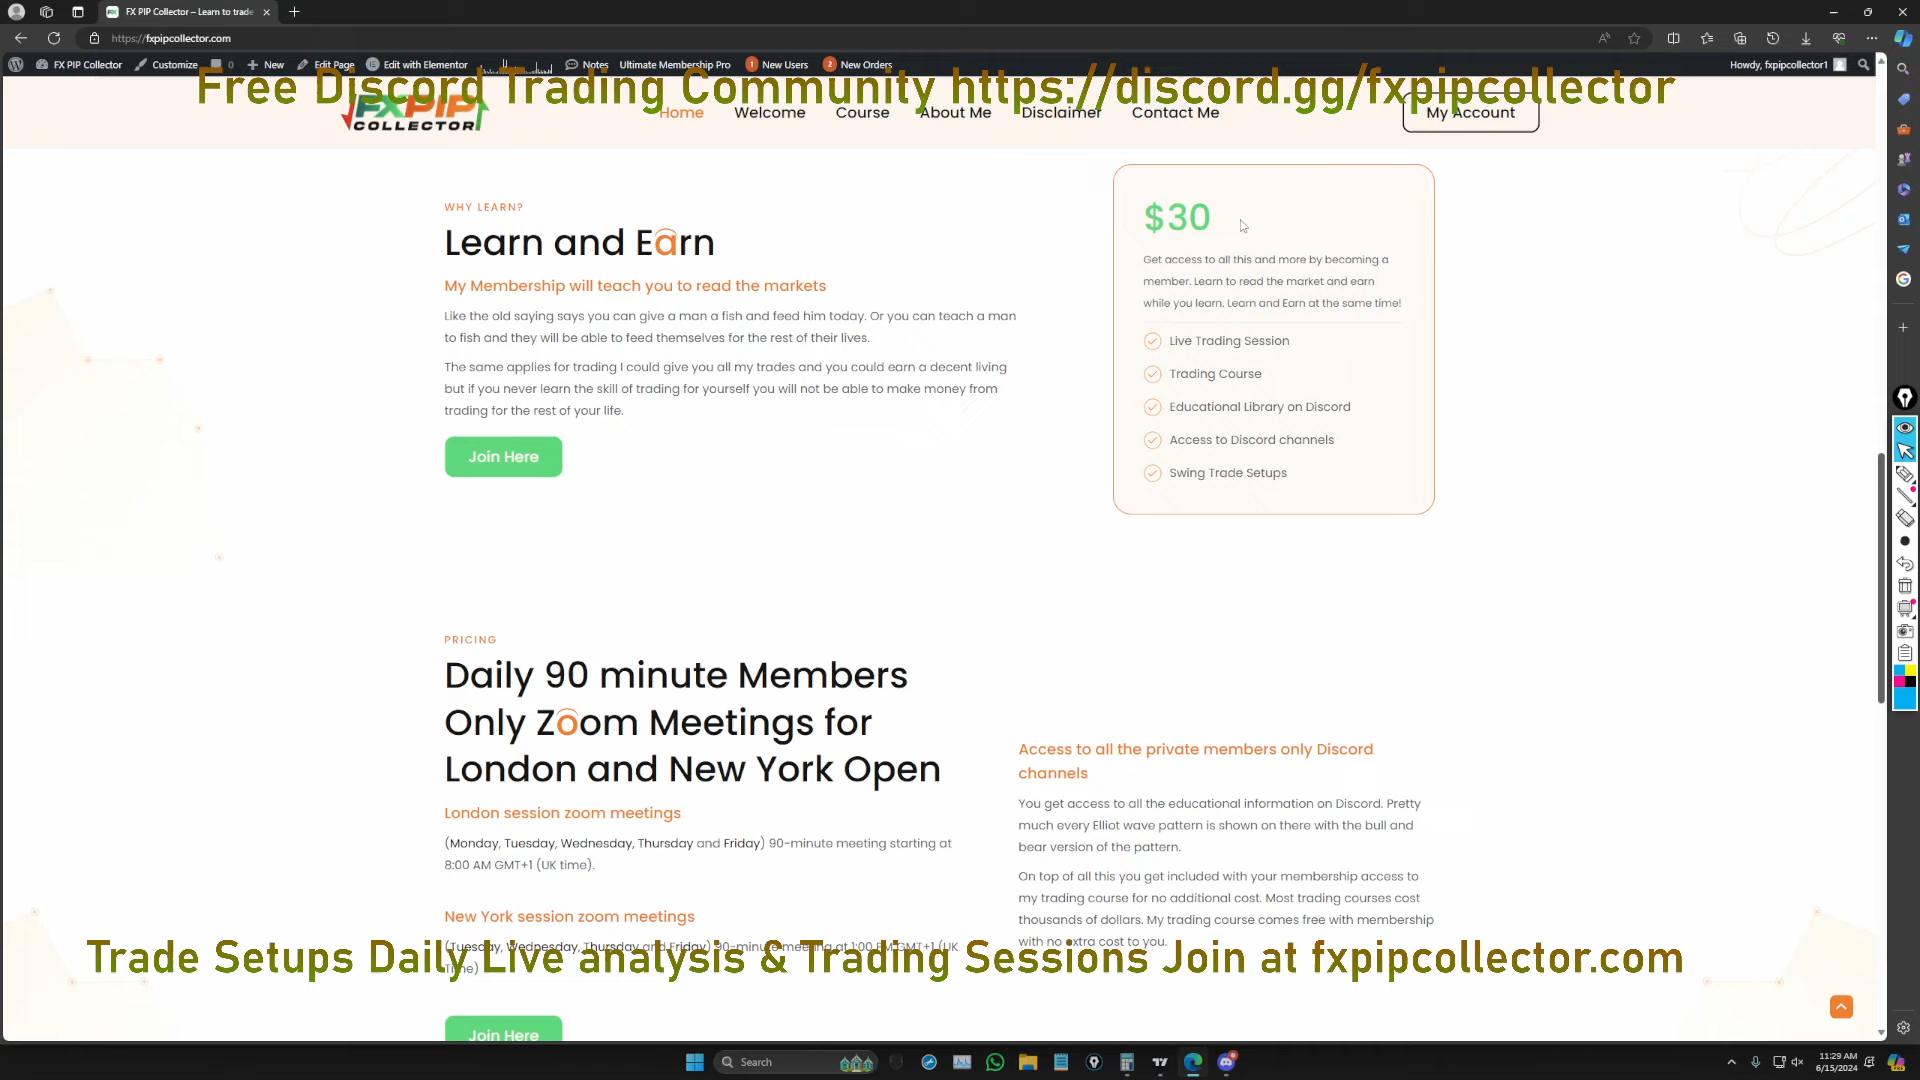 FX PIP Collector – Learn to trade
https://fxpipcollector.com
FX PIP Collector
Customize
0
New
Edit Page
Edit with Elementor
Notes
Ultimate Membership Pro
1 New Users
2 New Orders
Howdy, fxpipcollector1
Free Discord Trading Community https://discord.gg/fxpipcollector
FXPIP
COLLECTOR
Home
Welcome
Course
About Me
Disclaimer
Contact Me
My Account
WHY LEARN?
Learn and Earn
My Membership will teach you to read the markets
Like the old saying says you can give a man a fish and feed him today. Or you can teach a man
to fish and they will be able to feed themselves for the rest of their lives.
The same applies for trading I could give you all my trades and you could earn a decent living
but if you never learn the skill of trading for yourself you will not be able to make money from
trading for the rest of your life.
Join Here
$30
Get access to all this and more by becoming a
member. Learn to read the market and earn
while you learn. Learn and Earn at the same time!
Live Trading Session
Trading Course
Educational Library on Discord
Access to Discord channels
Swing Trade Setups
PRICING
Daily 90 minute Members
Only Zoom Meetings for
London and New York Open
London session zoom meetings
(Monday, Tuesday, Wednesday, Thursday and Friday) 90-minute meeting starting at
8:00 AM GMT+1 (UK time).
New York session zoom meetings
(Tuesday, Wednesday, Thursday and Friday) 90-minute meeting at 1:00 PM GMT+1 (UK
Time)
Join Here
Access to all the private members only Discord
channels
You get access to all the educational information on Discord. Pretty
much every Elliot wave pattern is shown on there with the bull and
bear version of the pattern.
On top of all this you get included with your membership access to
my trading course for no additional cost. Most trading courses cost
thousands of dollars. My trading course comes free with membership
with no extra cost to you.
Trade Setups Daily Live analysis & Trading Sessions Join at fxpipcollector.com
Search
11:29 AM
6/15/2024